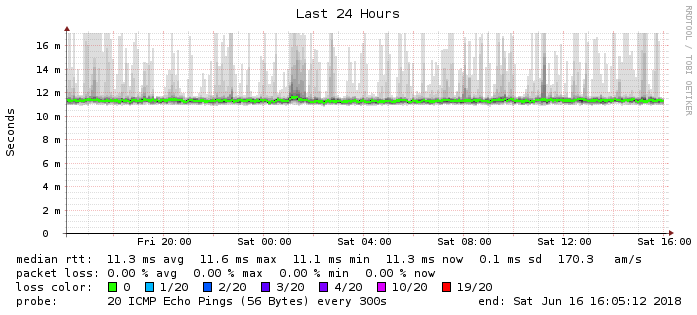 Last 24 Hours
RRDTOOL / TOBI OETIKER
Seconds
16 m
14 m
12 m
10 m
8 m
6 m
4 m
2 m
0
Fri 20:00 Sat 00:00 Sat 04:00 Sat 08:00 Sat 12:00 Sat 16:00
median rtt: 11.3 ms avg 11.6 ms max 11.1 ms min 11.3 ms now 0.1 ms sd 170.3 am/s
packet loss: 0.00 % avg 0.00 % max 0.00 % min 0.00 % now
loss color: 0 1/20 2/20 3/20 4/20 10/20 19/20
probe: 20 ICMP Echo Pings (56 Bytes) every 300s end: Sat Jun 16 16:05:12 2018